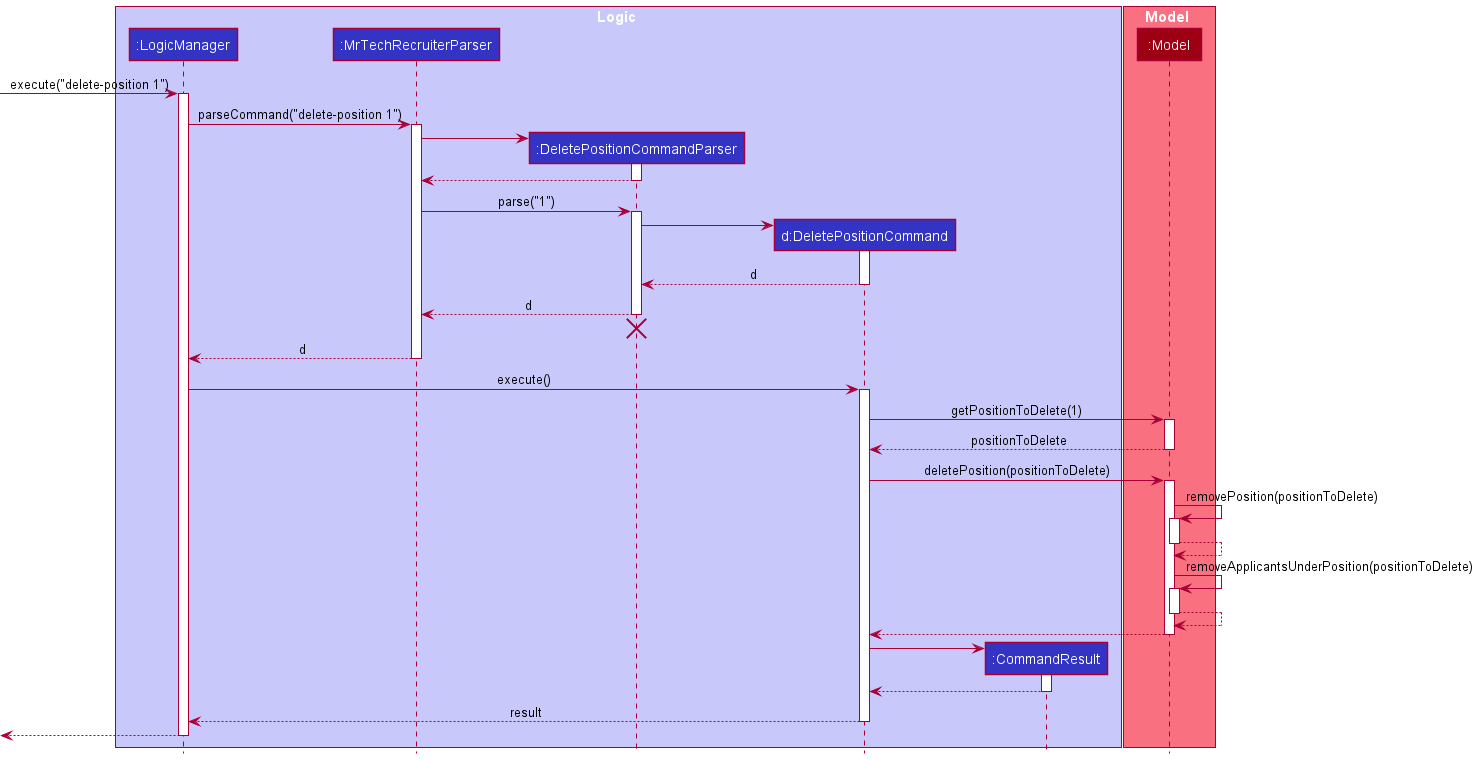 Logic
Model
:LogicManager
:MrTechRecruiterParser
:Model
execute("delete-position 1")
parseCommand("delete-position 1")
:DeletePositionCommandParser
parse("1")
d:DeletePositionCommand
d
d
d
execute()
getPositionToDelete(1)
positionToDelete
deletePosition(positionToDelete)
removePosition(positionToDelete)
removeApplicantsUnderPosition(positionToDelete)
:CommandResult
result